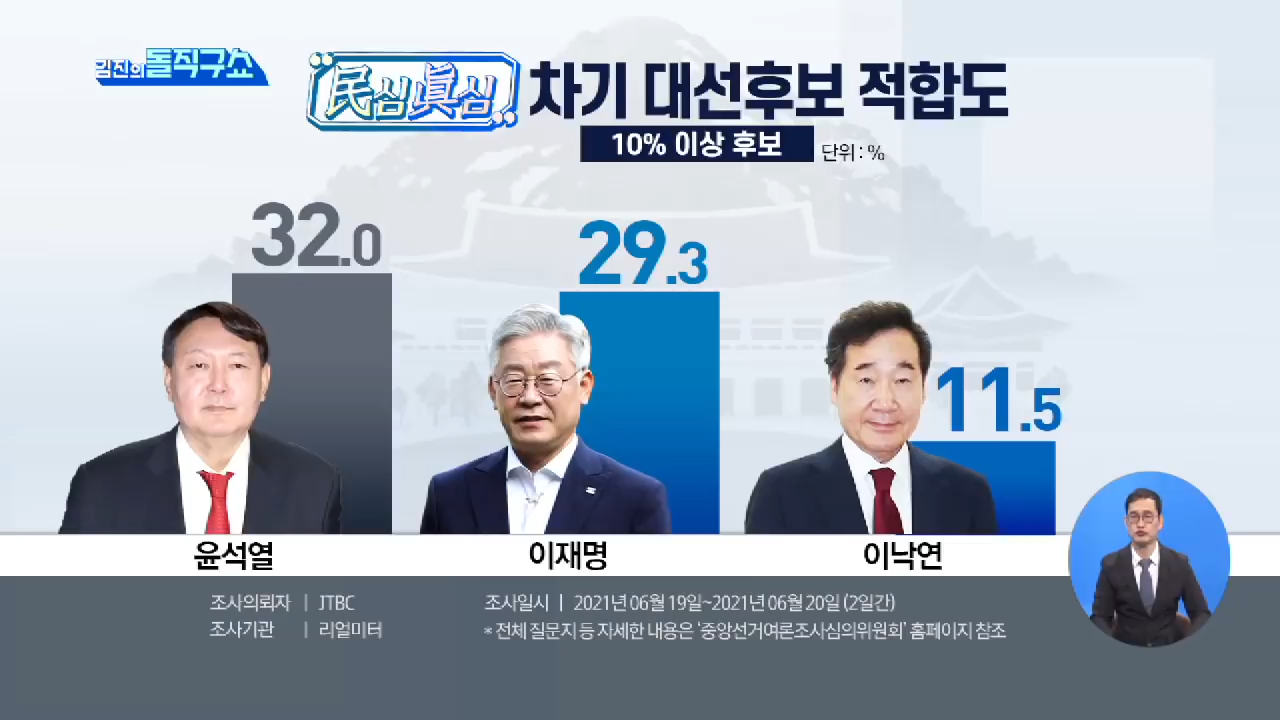 김진의 돌직구쇼
“民심眞심„ 차기 대선후보 적합도
10% 이상 후보 단위 : %
32.0
29.3
11.5
윤석열
이재명
이낙연
조사의뢰자 | JTBC
조사일시 | 2021년 06월 19일~2021년 06월 20일 (2일간)
조사기관 | 리얼미터
* 전체 질문지 등 자세한 내용은 ‘중앙선거여론조사심의위원회’ 홈페이지 참조